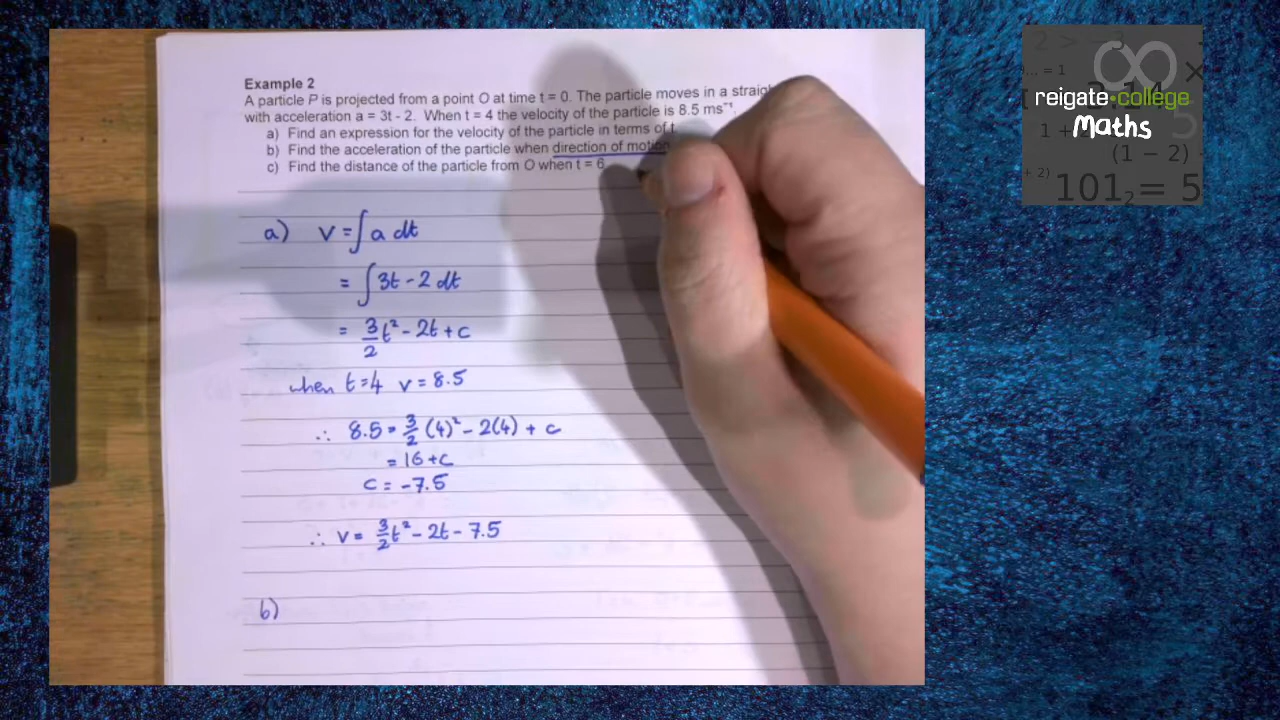 Example 2
A particle P is projected from a point O at time t = 0. The particle moves in a
with acceleration a = 3t - 2. When t = 4 the velocity of the particle is 8.5 ms⁻¹.
a) Find an expression for the velocity of the particle in terms of t
b) Find the acceleration of the particle when direction of motion
c) Find the distance of the particle from O when t = 6
a) v = ∫ a dt
= ∫ 3t - 2 dt
= 3/2 t² - 2t + c
when t = 4 v = 8.5
∴ 8.5 = 3/2 (4)² - 2(4) + c
= 16 + c
c = -7.5
∴ v = 3/2 t² - 2t - 7.5
b)
reigate·college
Maths
... = 1
(1 - 2)
+ 2)
101₂ = 5